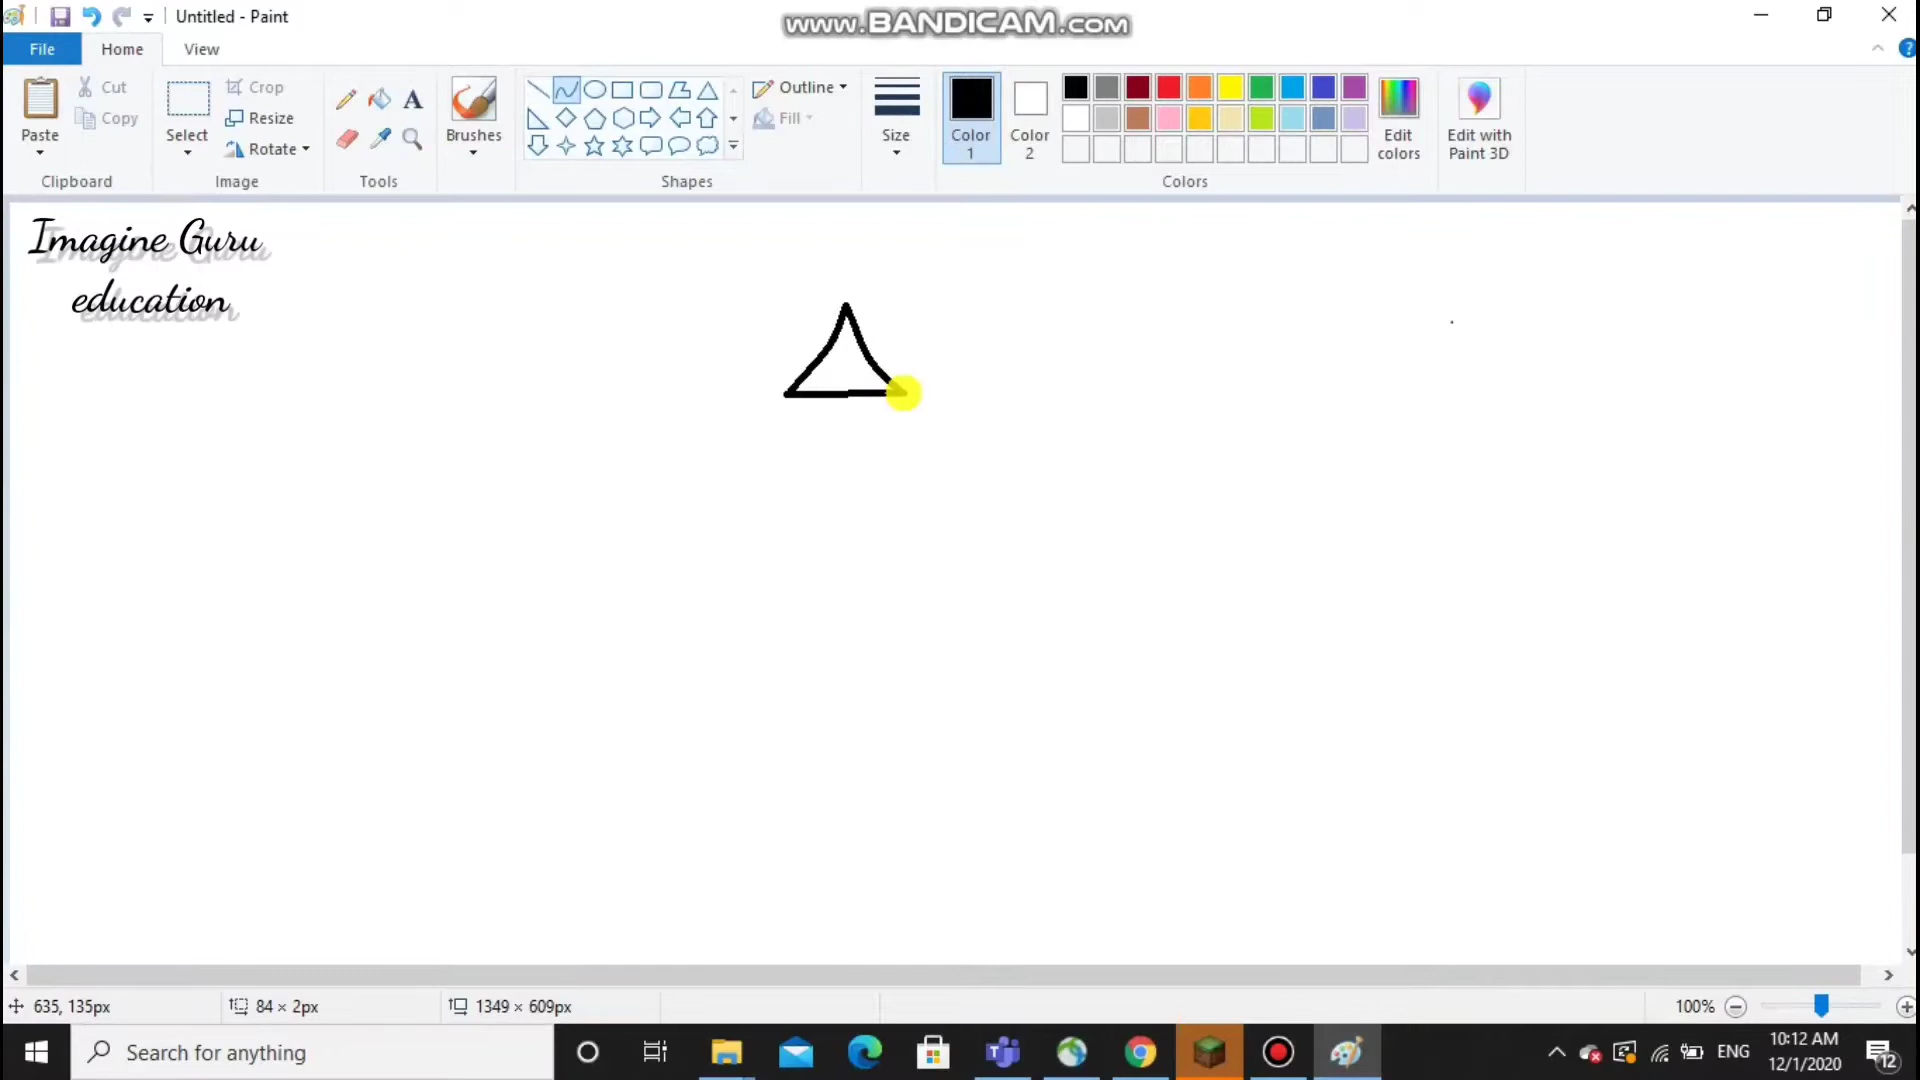 Untitled - Paint
www.BANDICAM.com
File Home View
Paste
Cut
Copy
Clipboard
Select
Crop
Resize
Rotate
Image
A
Tools
Brushes
Shapes
Outline
Fill
Size
Color 1
Color 2
Colors
Edit colors
Edit with Paint 3D
Imagine Guru
education
635, 135px
84 × 2px
1349 × 609px
100%
Search for anything
ENG
10:12 AM
12/1/2020
12